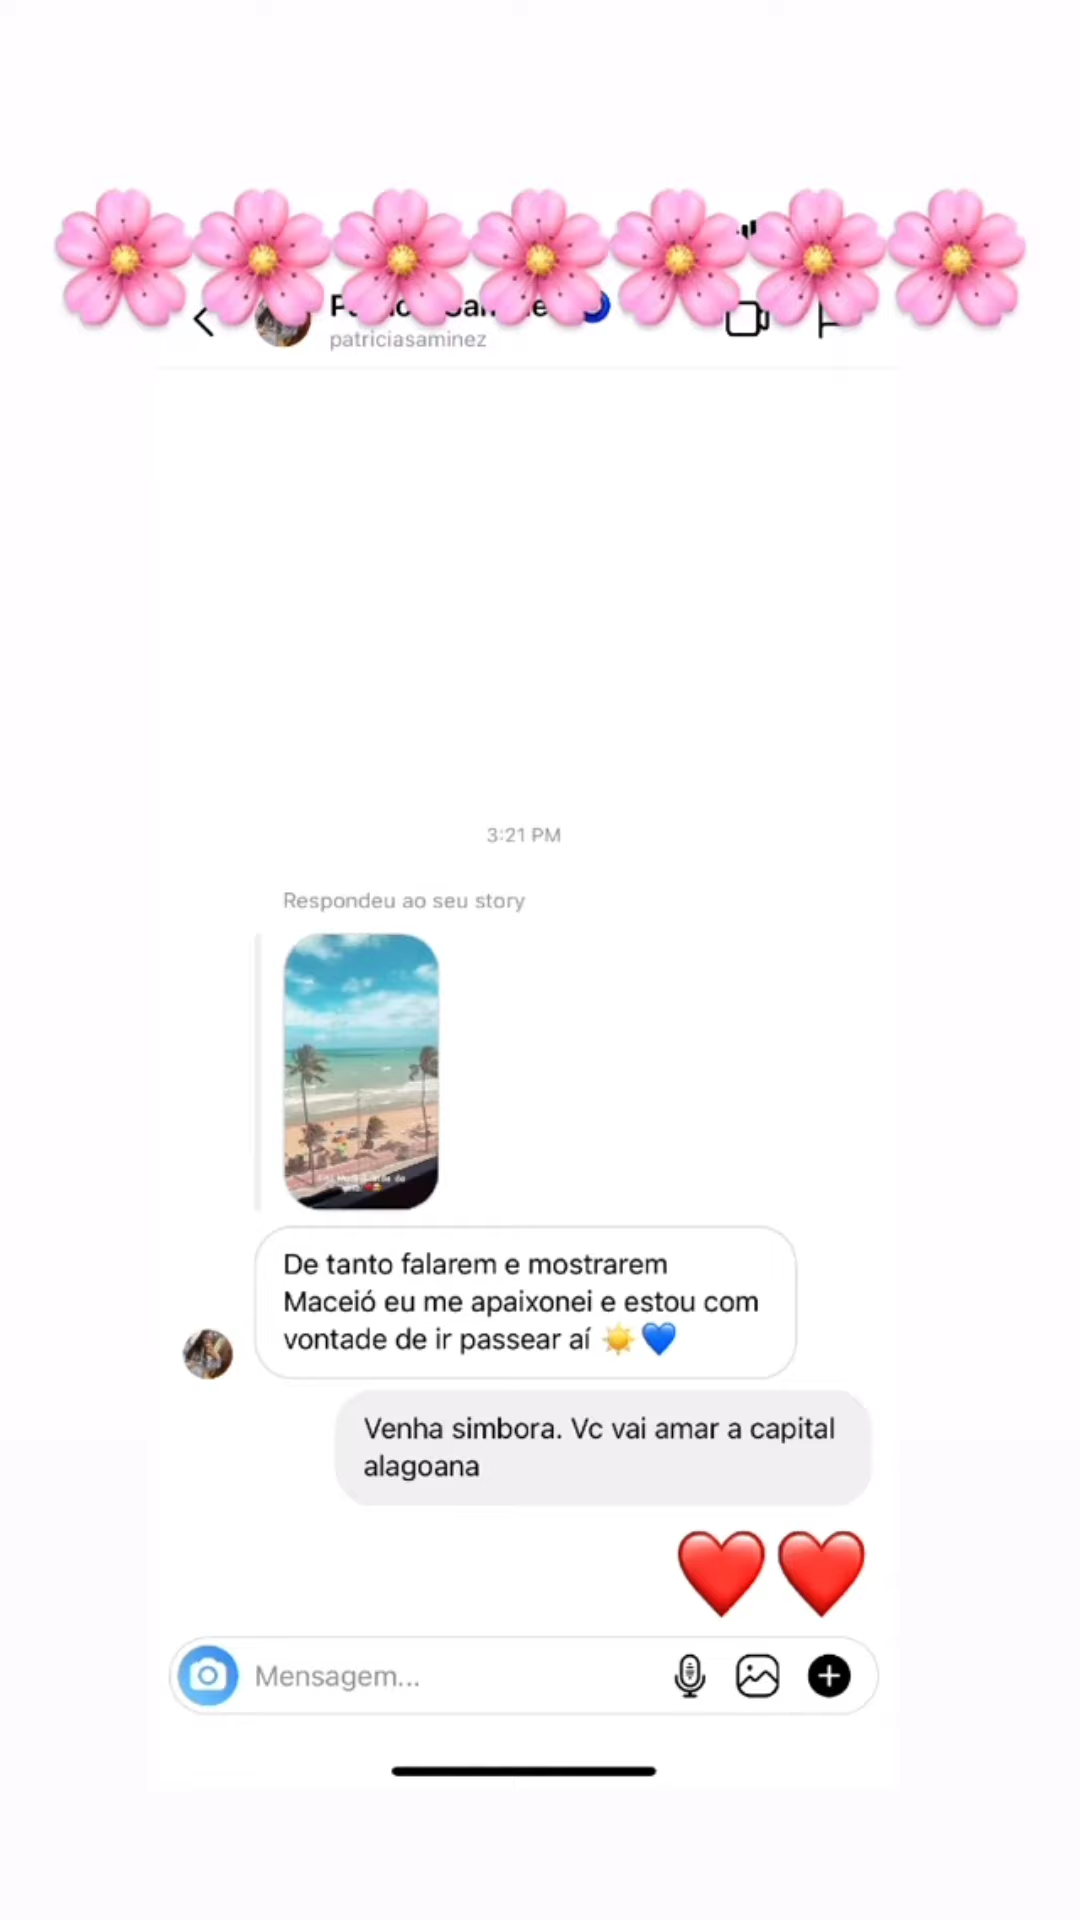 patriciasaminez
3:21 PM
Respondeu ao seu story
De tanto falarem e mostrarem
Maceió eu me apaixonei e estou com
vontade de ir passear aí ☀️💙
Venha simbora. Vc vai amar a capital
alagoana
❤️❤️
Mensagem...